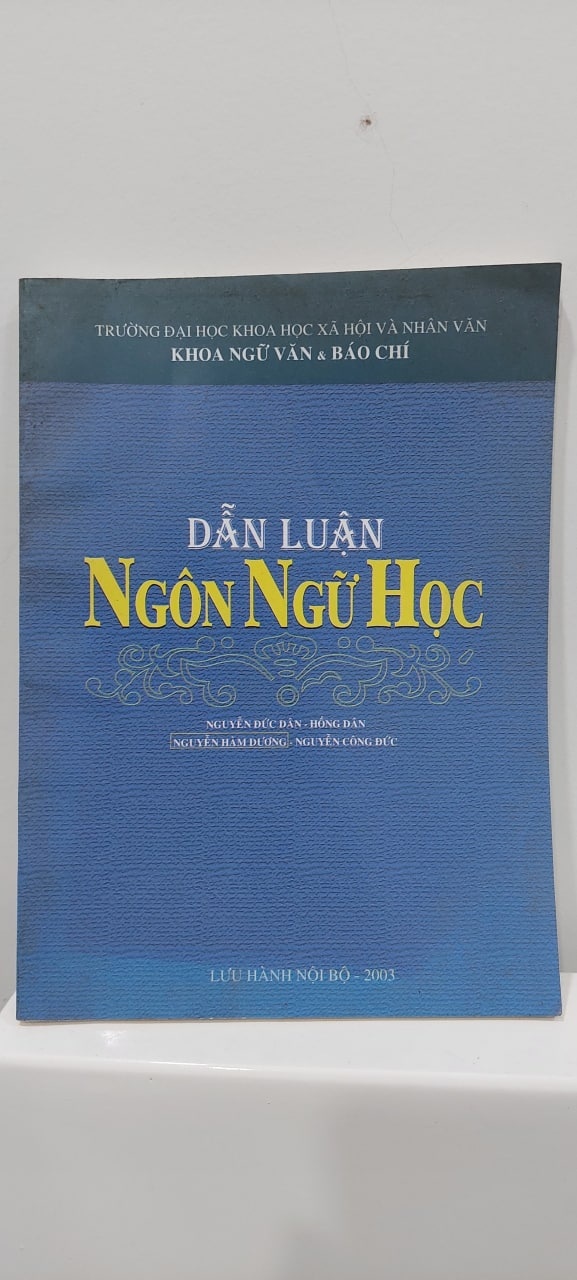 TRƯỜNG ĐẠI HỌC KHOA HỌC XÃ HỘI VÀ NHÂN VĂN
KHOA NGỮ VĂN & BÁO CHÍ
DẪN LUẬN
NGÔN NGỮ HỌC
NGUYỄN ĐỨC DÂN - HỒNG DÂN
NGUYỄN HÀM DƯƠNG - NGUYỄN CÔNG ĐỨC
LƯU HÀNH NỘI BỘ - 2003